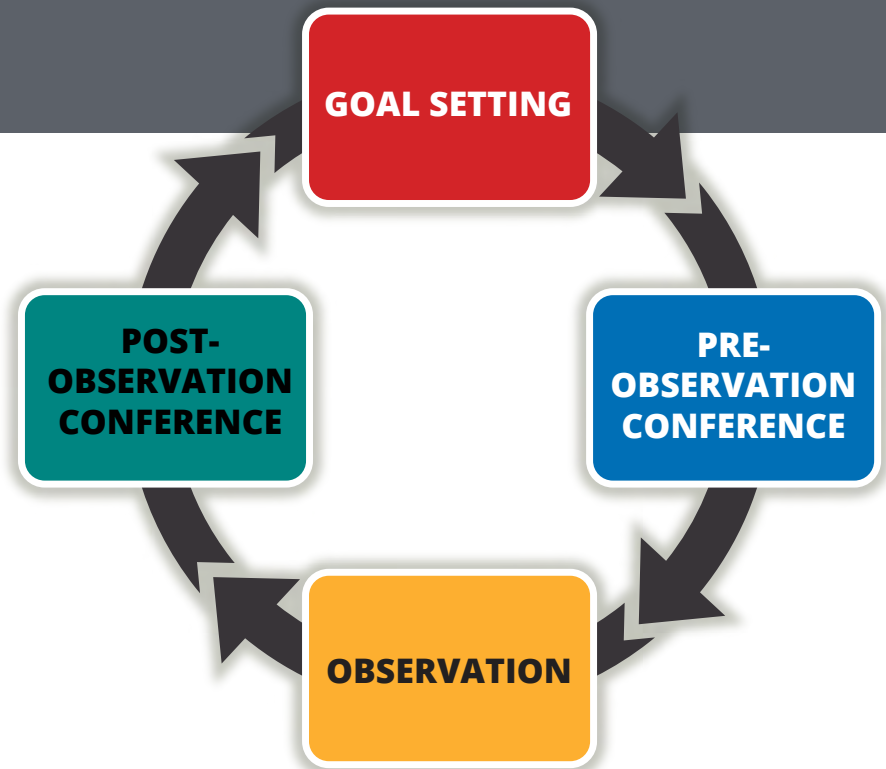 GOAL SETTING
POST-
OBSERVATION
CONFERENCE
PRE-
OBSERVATION
CONFERENCE
OBSERVATION